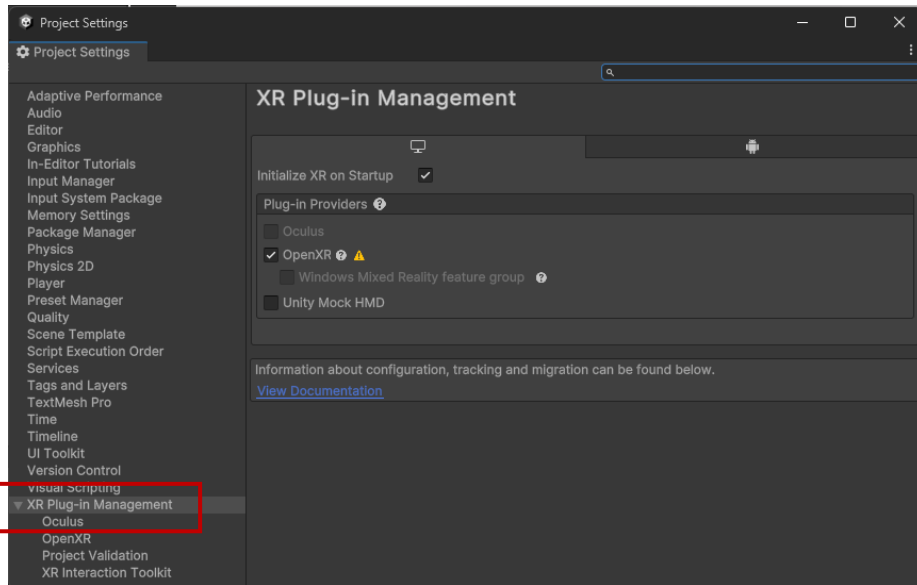 Project Settings
Project Settings
Adaptive Performance
Audio
Editor
Graphics
In-Editor Tutorials
Input Manager
Input System Package
Memory Settings
Package Manager
Physics
Physics 2D
Player
Preset Manager
Quality
Scene Template
Script Execution Order
Services
Tags and Layers
TextMesh Pro
Time
Timeline
UI Toolkit
Version Control
Visual Scripting
XR Plug-in Management
Oculus
OpenXR
Project Validation
XR Interaction Toolkit
XR Plug-in Management
Initialize XR on Startup
Plug-in Providers
Oculus
OpenXR
Windows Mixed Reality feature group
Unity Mock HMD
Information about configuration, tracking and migration can be found below.
View Documentation